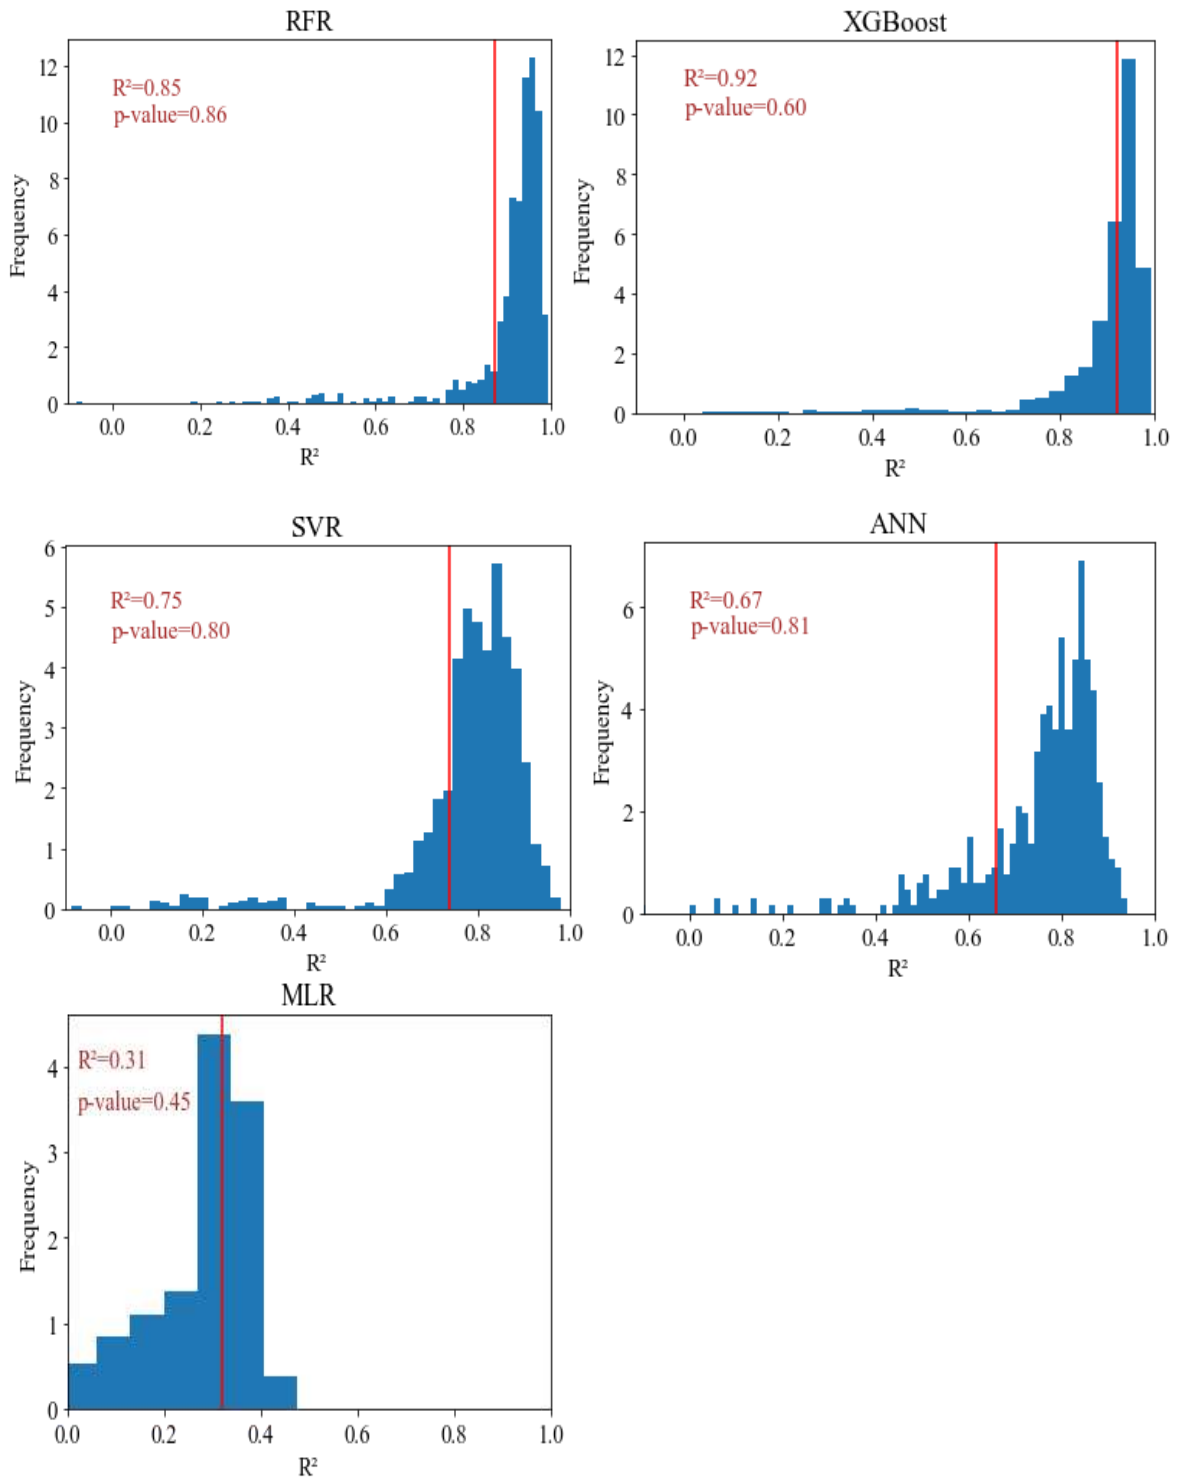 RFR
R²=0.85
p-value=0.86
Frequency
12
10
8
6
4
2
0
0.0 0.2 0.4 0.6 0.8 1.0
R²
XGBoost
R²=0.92
p-value=0.60
Frequency
12
10
8
6
4
2
0
0.0 0.2 0.4 0.6 0.8 1.0
R²
SVR
R²=0.75
p-value=0.80
Frequency
6
5
4
3
2
1
0
0.0 0.2 0.4 0.6 0.8 1.0
R²
ANN
R²=0.67
p-value=0.81
Frequency
6
4
2
0
0.0 0.2 0.4 0.6 0.8 1.0
R²
MLR
R²=0.31
p-value=0.45
Frequency
4
3
2
1
0
0.0 0.2 0.4 0.6 0.8 1.0
R²